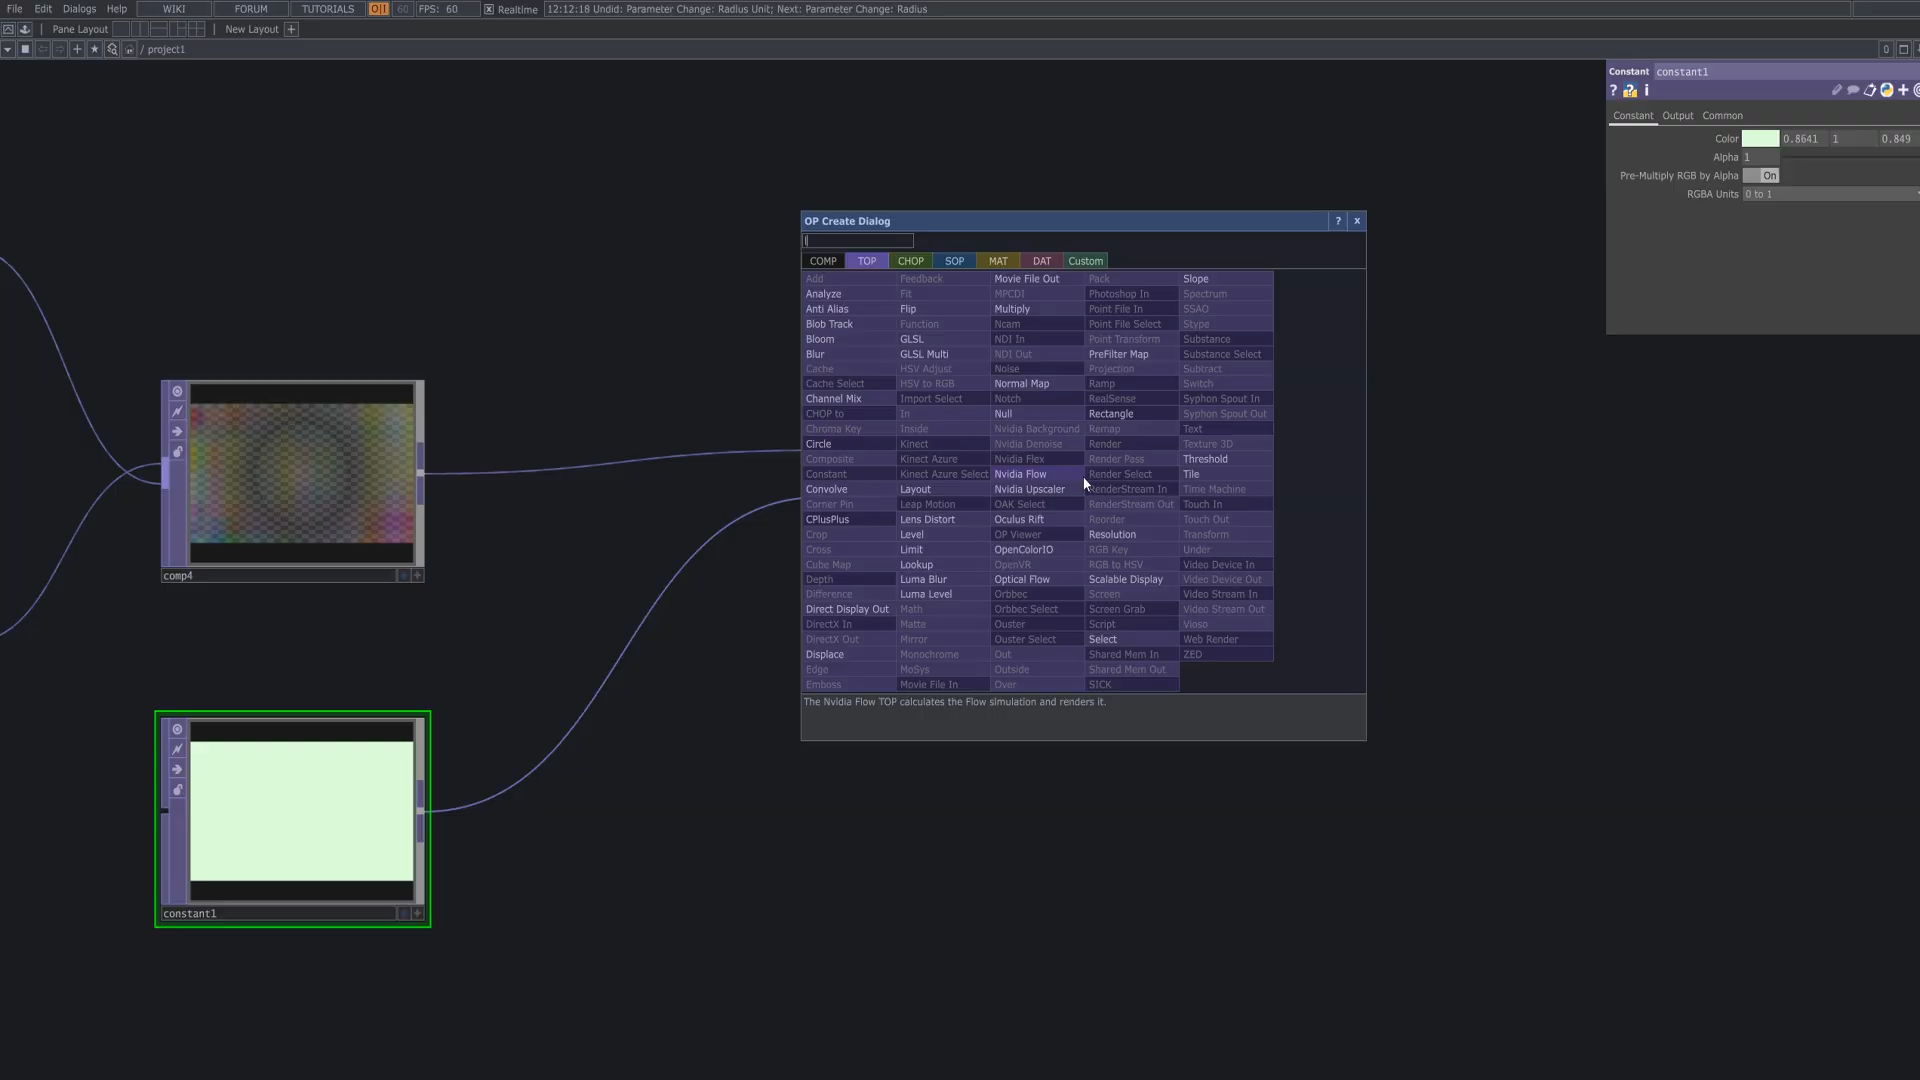 File Edit Dialogs Help WIKI FORUM TUTORIALS O|I 60 FPS: 60 Realtime 12:12:18 Undid: Parameter Change: Radius Unit; Next: Parameter Change: Radius
Pane Layout New Layout +
/ project1 0
Constant constant1
? ? i
Constant Output Common
Color 0.8641 1 0.849
Alpha 1
Pre-Multiply RGB by Alpha On
RGBA Units 0 to 1
OP Create Dialog ? x
l
COMP TOP CHOP SOP MAT DAT Custom
Add Feedback Movie File Out Pack Slope
Analyze Fit MPCDI Photoshop In Spectrum
Anti Alias Flip Multiply Point File In SSAO
Blob Track Function Ncam Point File Select Stype
Bloom GLSL NDI In Point Transform Substance
Blur GLSL Multi NDI Out PreFilter Map Substance Select
Cache HSV Adjust Noise Projection Subtract
Cache Select HSV to RGB Normal Map Ramp Switch
Channel Mix Import Select Notch RealSense Syphon Spout In
CHOP to In Null Rectangle Syphon Spout Out
Chroma Key Inside Nvidia Background Remap Text
Circle Kinect Nvidia Denoise Render Texture 3D
Composite Kinect Azure Nvidia Flex Render Pass Threshold
Constant Kinect Azure Select Nvidia Flow Render Select Tile
Convolve Layout Nvidia Upscaler RenderStream In Time Machine
Corner Pin Leap Motion OAK Select RenderStream Out Touch In
CPlusPlus Lens Distort Oculus Rift Reorder Touch Out
Crop Level OP Viewer Resolution Transform
Cross Limit OpenColorIO RGB Key Under
Cube Map Lookup OpenVR RGB to HSV Video Device In
Depth Luma Blur Optical Flow Scalable Display Video Device Out
Difference Luma Level Orbbec Screen Video Stream In
Direct Display Out Math Orbbec Select Screen Grab Video Stream Out
DirectX In Matte Ouster Script Vioso
DirectX Out Mirror Ouster Select Select Web Render
Displace Monochrome Out Shared Mem In ZED
Edge MoSys Outside Shared Mem Out
Emboss Movie File In Over SICK
The Nvidia Flow TOP calculates the Flow simulation and renders it.
comp4
constant1